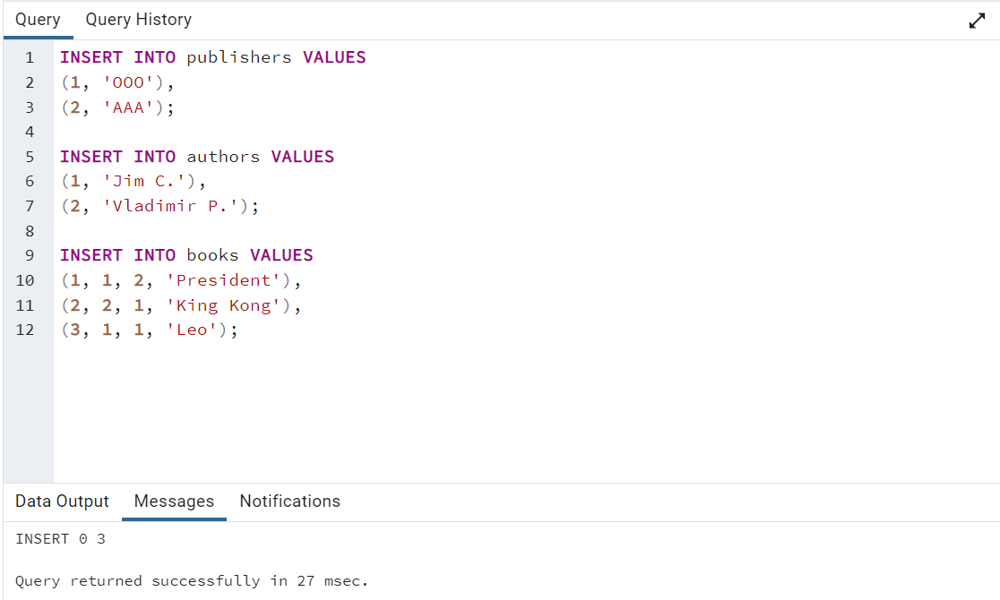 Query Query History
1 INSERT INTO publishers VALUES
2 (1, 'OOO'),
3 (2, 'AAA');
4
5 INSERT INTO authors VALUES
6 (1, 'Jim C.'),
7 (2, 'Vladimir P.');
8
9 INSERT INTO books VALUES
10 (1, 1, 2, 'President'),
11 (2, 2, 1, 'King Kong'),
12 (3, 1, 1, 'Leo');
Data Output Messages Notifications
INSERT 0 3
Query returned successfully in 27 msec.